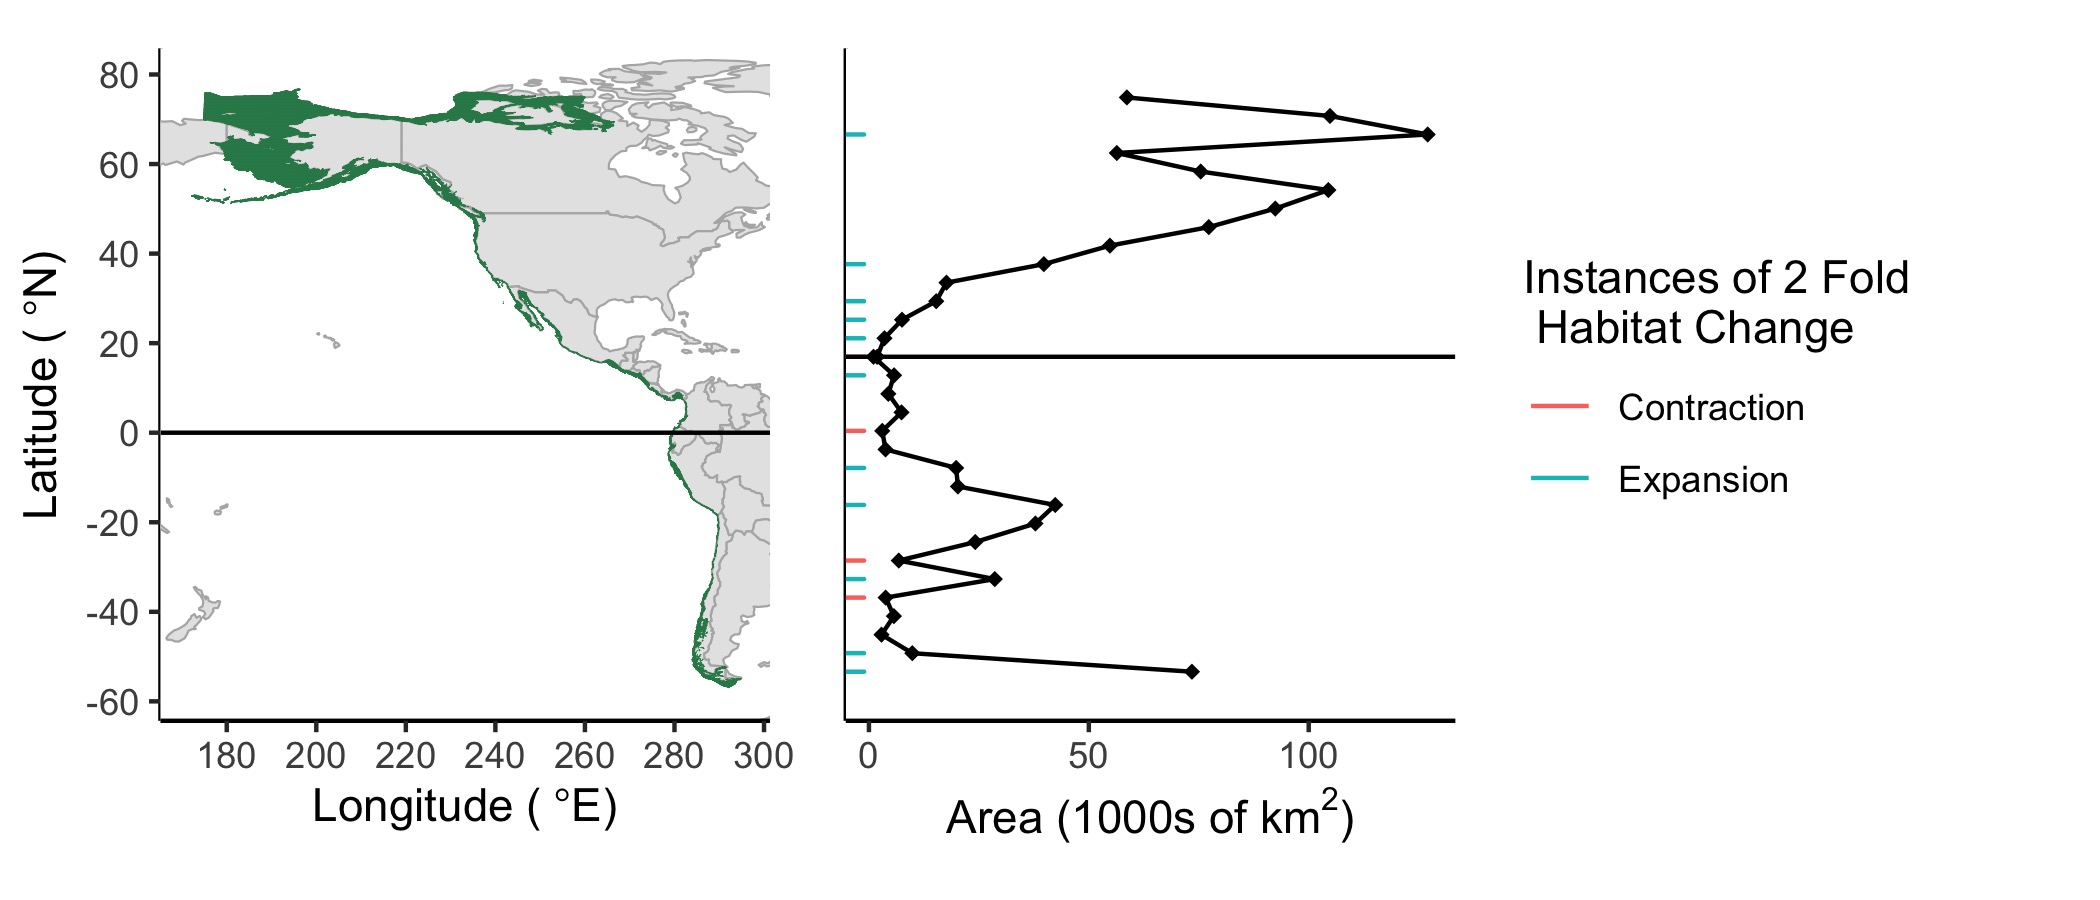 Latitude ( °N)
80
60
40
20
0
-20
-40
-60
180 200 220 240 260 280 300
Longitude ( °E)
0 50 100
Area (1000s of km²)
Instances of 2 Fold
Habitat Change
Contraction
Expansion